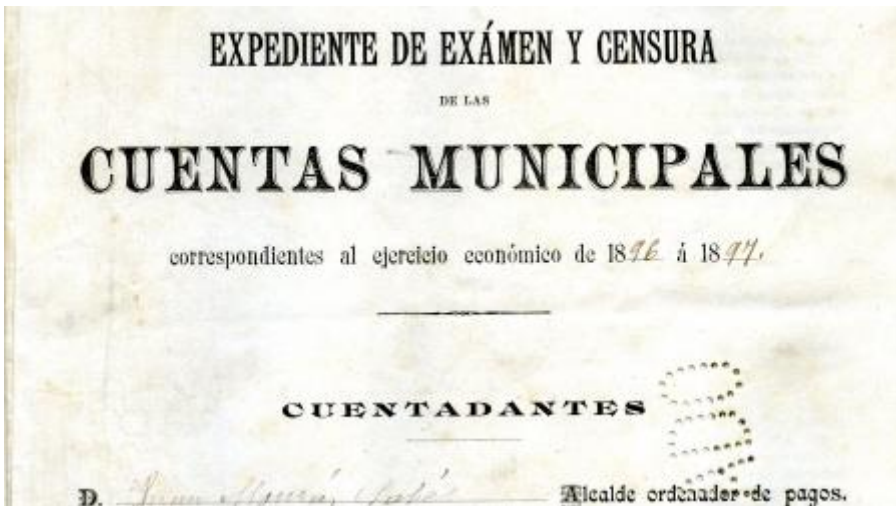 EXPEDIENTE DE EXÁMEN Y CENSURA
DE LAS
CUENTAS MUNICIPALES
correspondientes al ejercicio económico de 1896 á 1897.
CUENTADANTES
D. Juan Alcalde ordenador de pagos.